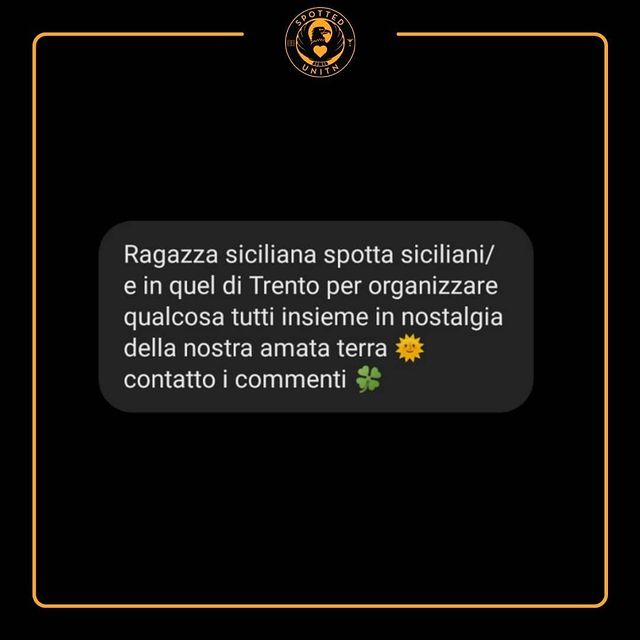 SPOTTED
UNITN
Ragazza siciliana spotta siciliani/
e in quel di Trento per organizzare
qualcosa tutti insieme in nostalgia
della nostra amata terra 🌞
contatto i commenti 🍀